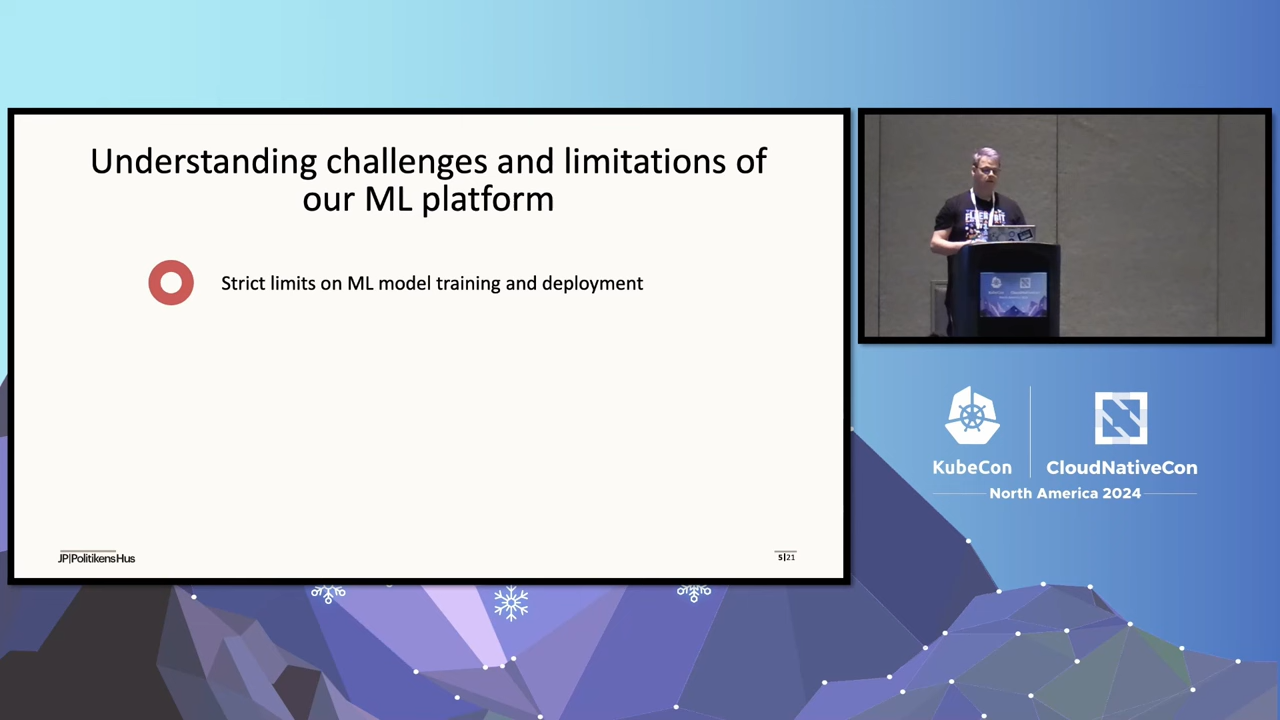 Understanding challenges and limitations of
our ML platform
Strict limits on ML model training and deployment
JP|PolitikensHus
5|21
KubeCon
CloudNativeCon
North America 2024